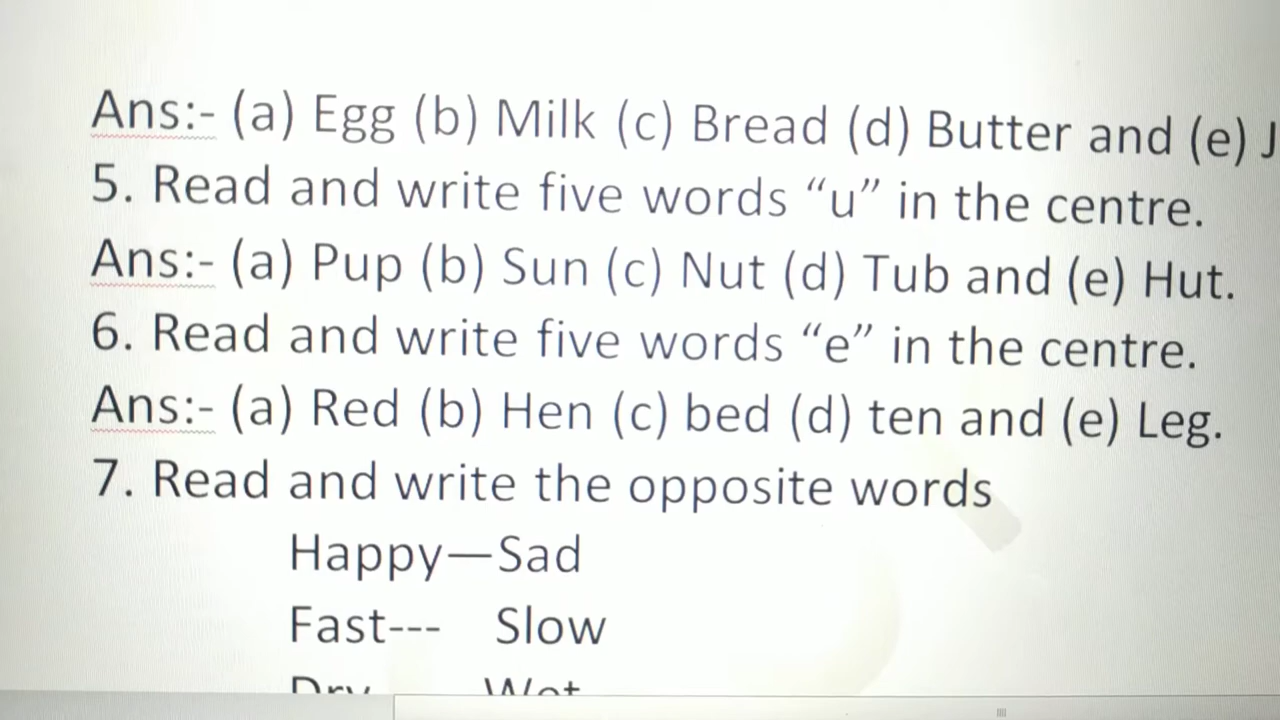 Ans:- (a) Egg (b) Milk (c) Bread (d) Butter and (e) J
5. Read and write five words “u” in the centre.
Ans:- (a) Pup (b) Sun (c) Nut (d) Tub and (e) Hut.
6. Read and write five words “e” in the centre.
Ans:- (a) Red (b) Hen (c) bed (d) ten and (e) Leg.
7. Read and write the opposite words
Happy—Sad
Fast--- Slow
Dry Wet